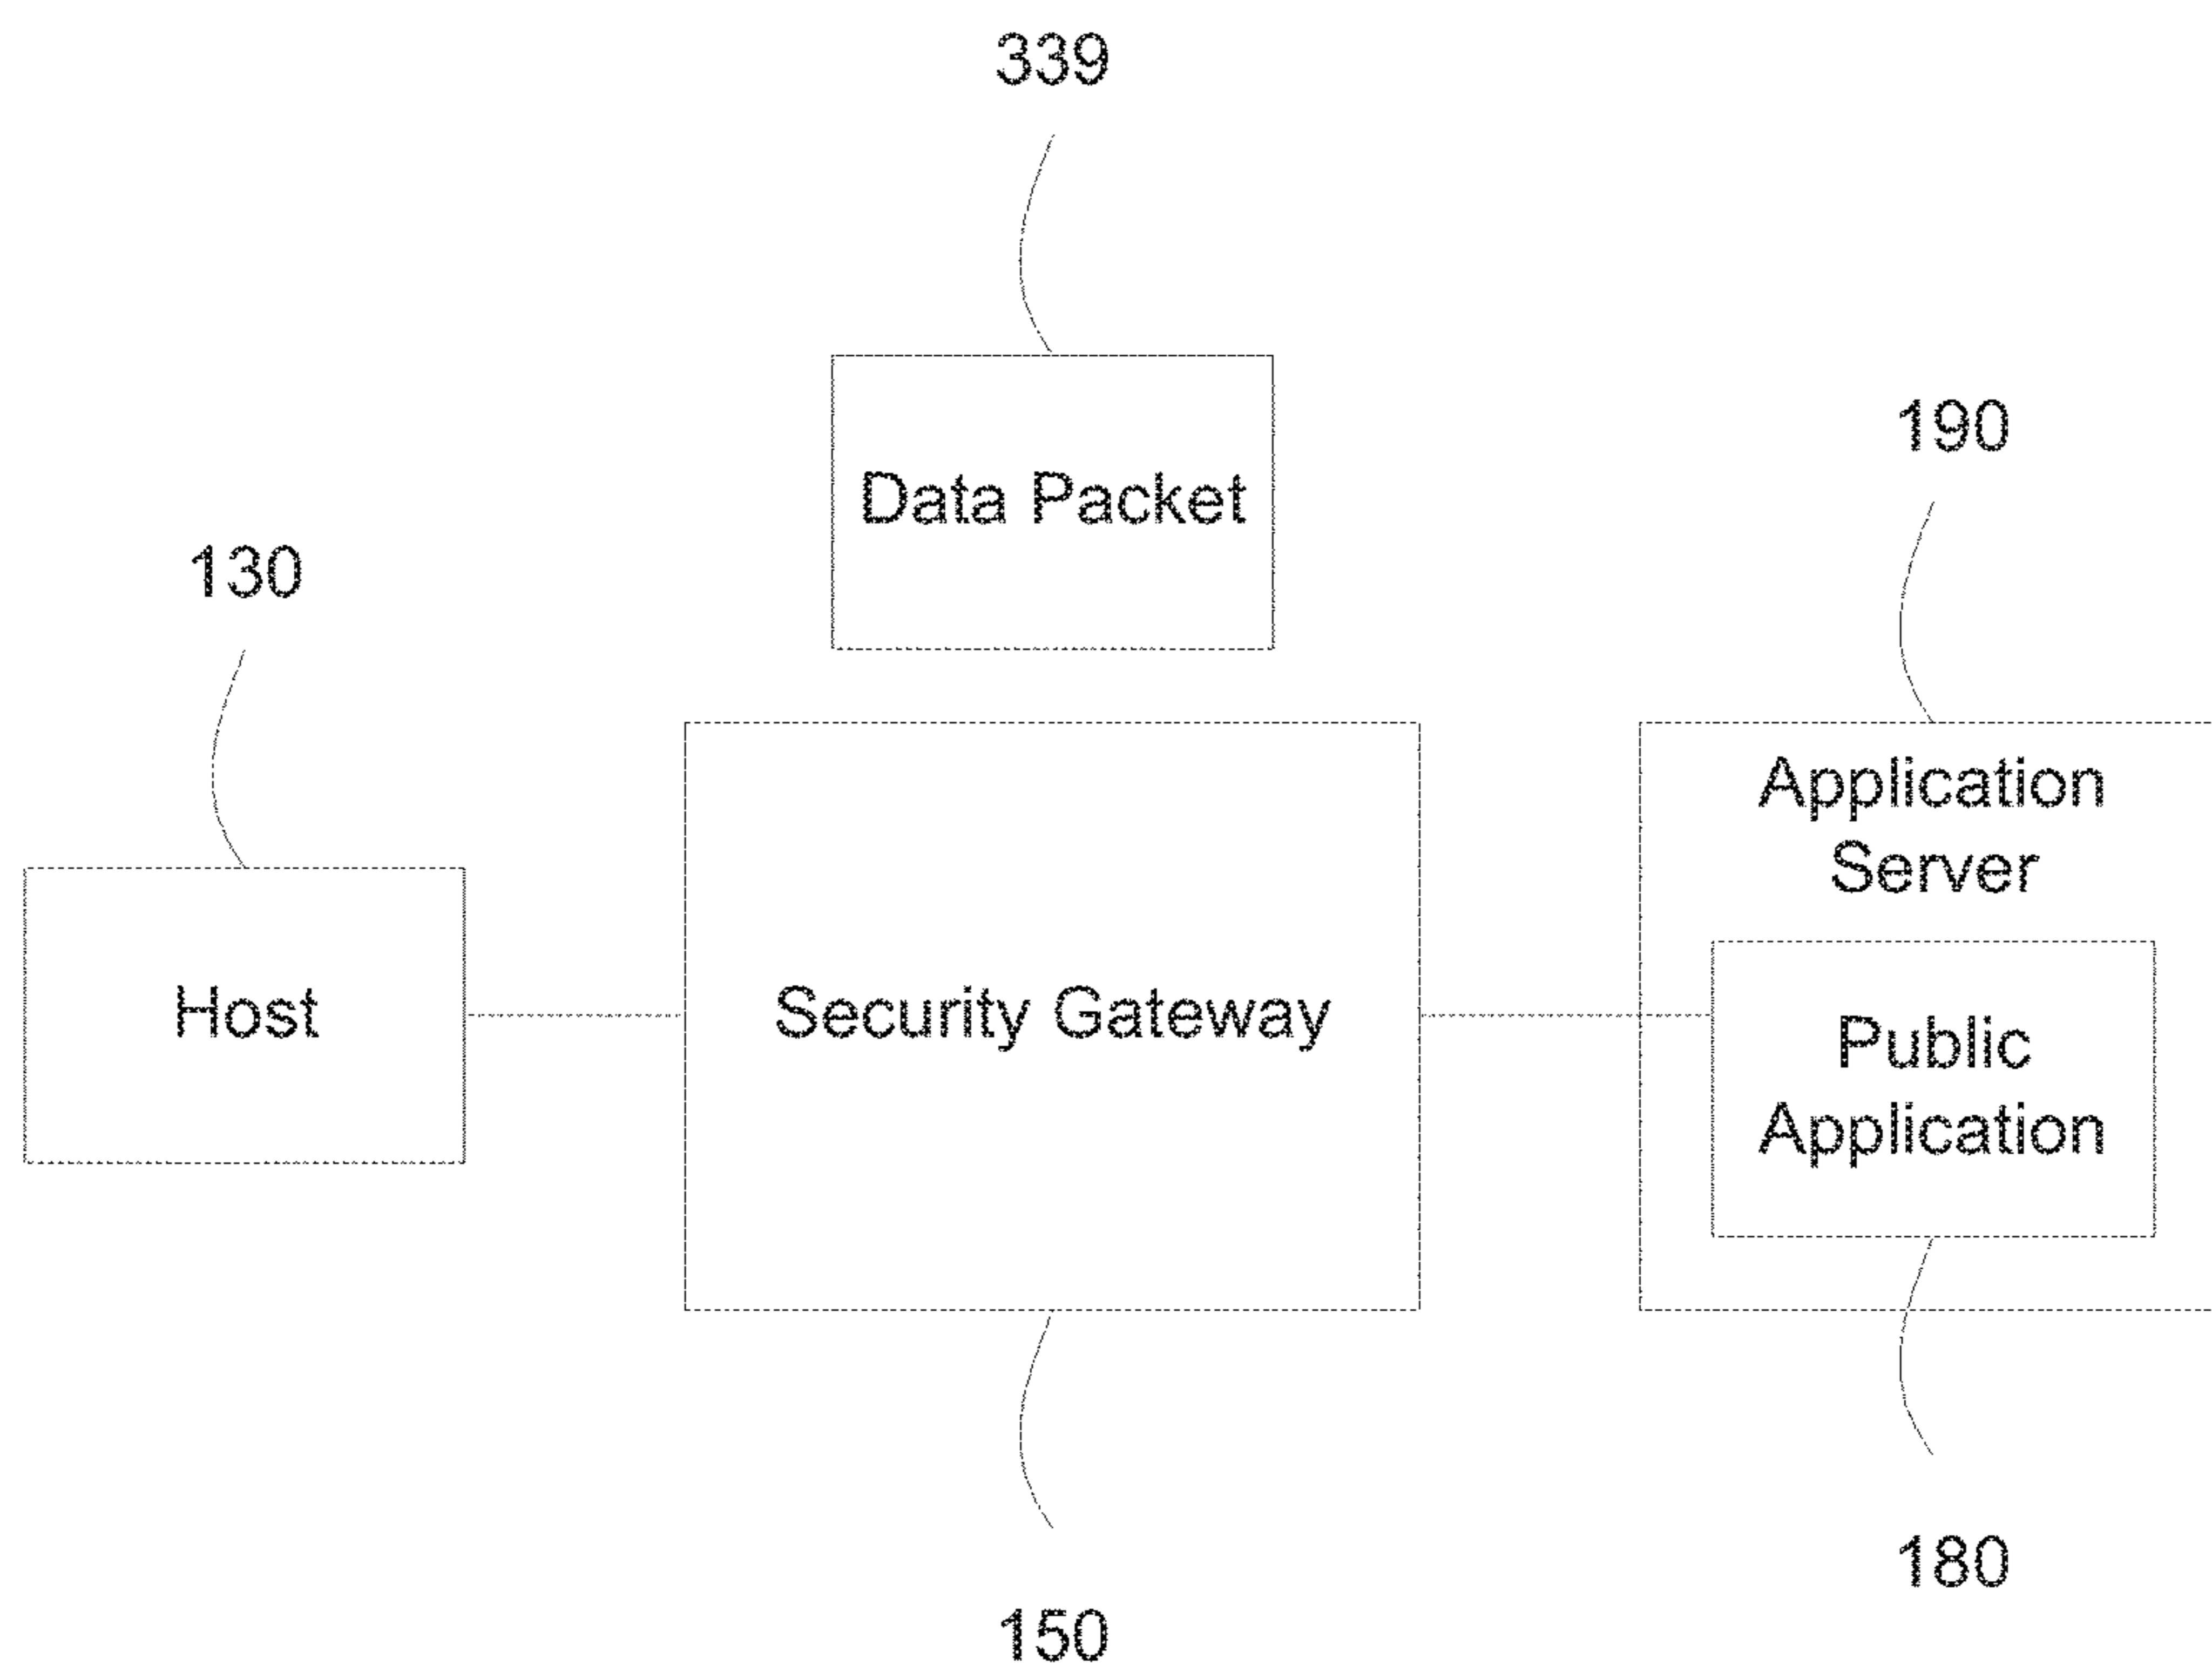 339
Data Packet
190
130
Application
Server
Host
Security Gateway
Public
Application
180
150